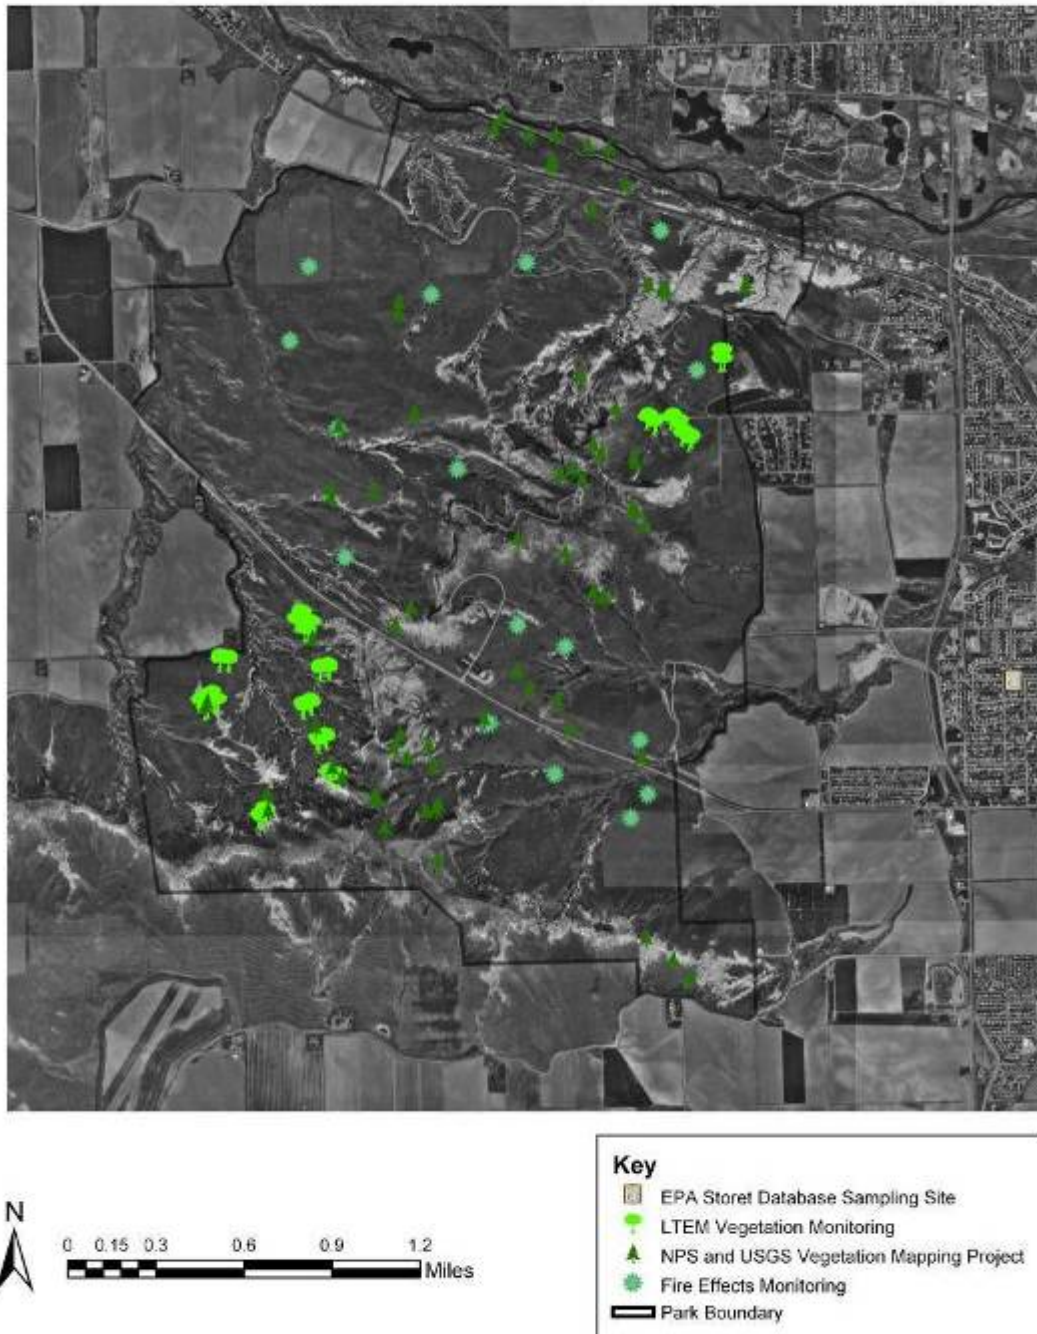 N
0 0.15 0.3 0.6 0.9 1.2
Miles
Key
EPA Storet Database Sampling Site
LTEM Vegetation Monitoring
NPS and USGS Vegetation Mapping Project
Fire Effects Monitoring
Park Boundary